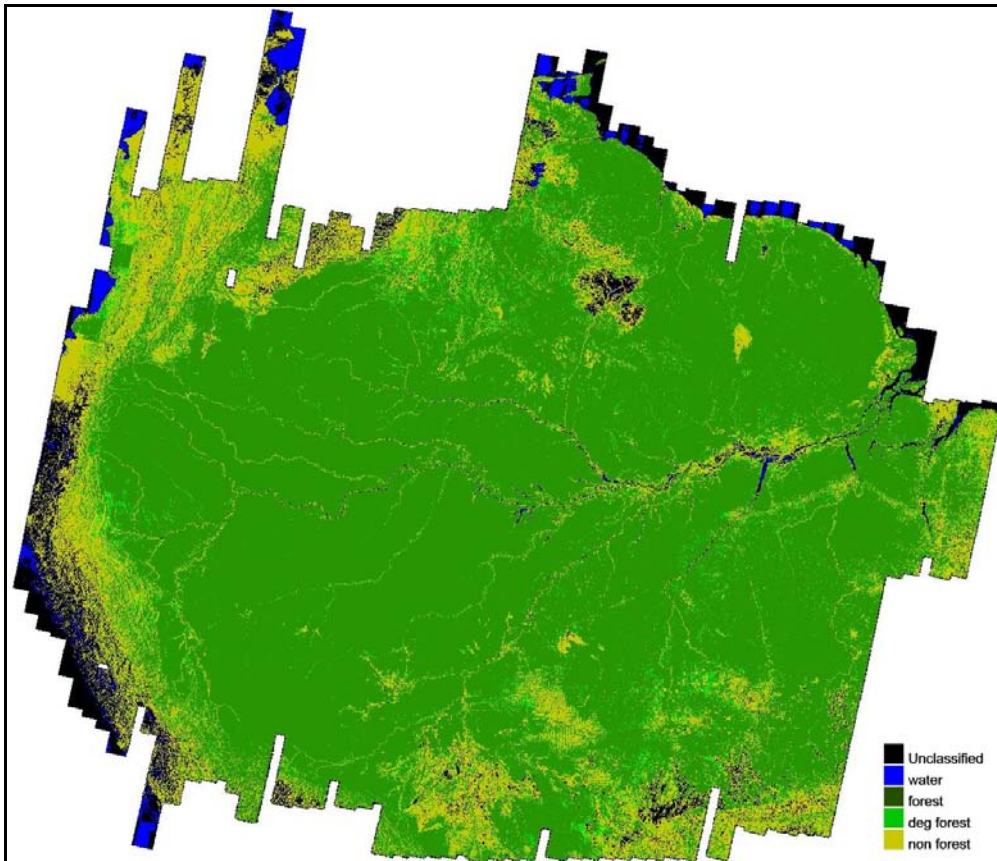 Unclassified
water
forest
deg forest
non forest